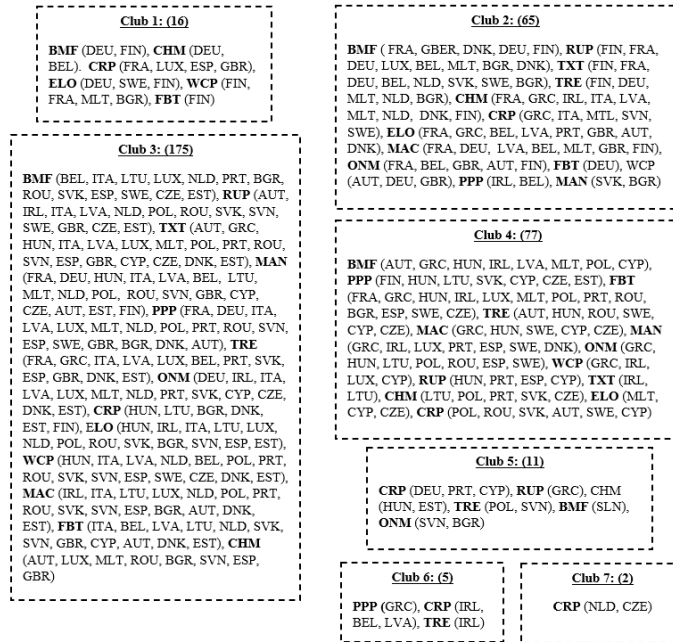 Club 1: (16)
BMF (DEU, FIN), CHM (DEU,
BEL). CRP (FRA, LUX, ESP, GBR),
ELO (DEU, SWE, FIN), WCP (FIN,
FRA, MLT, BGR), FBT (FIN)
Club 2: (65)
BMF ( FRA, GBER, DNK, DEU, FIN), RUP (FIN, FRA,
DEU, LUX, BEL, MLT, BGR, DNK), TXT (FIN, FRA,
DEU, BEL, NLD, SVK, SWE, BGR), TRE (FIN, DEU,
MLT, NLD, BGR), CHM (FRA, GRC, IRL, ITA, LVA,
MLT, NLD, DNK, FIN), CRP (GRC, ITA, MTL, SVN,
SWE), ELO (FRA, GRC, BEL, LVA, PRT, GBR, AUT,
DNK), MAC (FRA, DEU, LVA, BEL, MLT, GBR, FIN),
ONM (FRA, BEL, GBR, AUT, FIN), FBT (DEU), WCP
(AUT, DEU, GBR), PPP (IRL, BEL), MAN (SVK, BGR)
Club 3: (175)
BMF (BEL, ITA, LTU, LUX, NLD, PRT, BGR,
ROU, SVK, ESP, SWE, CZE, EST), RUP (AUT,
IRL, ITA, LVA, NLD, POL, ROU, SVK, SVN,
SWE, GBR, CZE, EST), TXT (AUT, GRC,
HUN, ITA, LVA, LUX, MLT, POL, PRT, ROU,
SVN, ESP, GBR, CYP, CZE, DNK, EST), MAN
(FRA, DEU, HUN, ITA, LVA, BEL, LTU,
MLT, NLD, POL, ROU, SVN, GBR, CYP,
CZE, AUT, EST, FIN), PPP (FRA, DEU, ITA,
LVA, LUX, MLT, NLD, POL, PRT, ROU, SVN,
ESP, SWE, GBR, BGR, DNK, AUT), TRE
(FRA, GRC, ITA, LVA, LUX, BEL, PRT, SVK,
ESP, GBR, DNK, EST), ONM (DEU, IRL, ITA,
LVA, LUX, MLT, NLD, PRT, SVK, CYP, CZE,
DNK, EST), CRP (HUN, LTU, BGR, DNK,
EST, FIN), ELO (HUN, IRL, ITA, LTU, LUX,
NLD, POL, ROU, SVK, BGR, SVN, ESP, EST),
WCP (HUN, ITA, LVA, NLD, BEL, POL, PRT,
ROU, SVK, SVN, ESP, SWE, CZE, DNK, EST),
MAC (IRL, ITA, LTU, LUX, NLD, POL, PRT,
ROU, SVK, SVN, ESP, BGR, AUT, DNK,
EST), FBT (ITA, BEL, LVA, LTU, NLD, SVK,
SVN, GBR, CYP, AUT, DNK, EST), CHM
(AUT, LUX, MLT, ROU, BGR, SVN, ESP,
GBR)
Club 4: (77)
BMF (AUT, GRC, HUN, IRL, LVA, MLT, POL, CYP),
PPP (FIN, HUN, LTU, SVK, CYP, CZE, EST), FBT
(FRA, GRC, HUN, IRL, LUX, MLT, POL, PRT, ROU,
BGR, ESP, SWE, CZE), TRE (AUT, HUN, ROU, SWE,
CYP, CZE), MAC (GRC, HUN, SWE, CYP, CZE), MAN
(GRC, IRL, LUX, PRT, ESP, SWE, DNK), ONM (GRC,
HUN, LTU, POL, ROU, ESP, SWE), WCP (GRC, IRL,
LUX, CYP), RUP (HUN, PRT, ESP, CYP), TXT (IRL,
LTU), CHM (LTU, POL, PRT, SVK, CZE), ELO (MLT,
CYP, CZE), CRP (POL, ROU, SVK, AUT, SWE, CYP)
Club 5: (11)
CRP (DEU, PRT, CYP), RUP (GRC), CHM
(HUN, EST), TRE (POL, SVN), BMF (SLN),
ONM (SVN, BGR)
Club 6: (5)
PPP (GRC), CRP (IRL,
BEL, LVA), TRE (IRL)
Club 7: (2)
CRP (NLD, CZE)